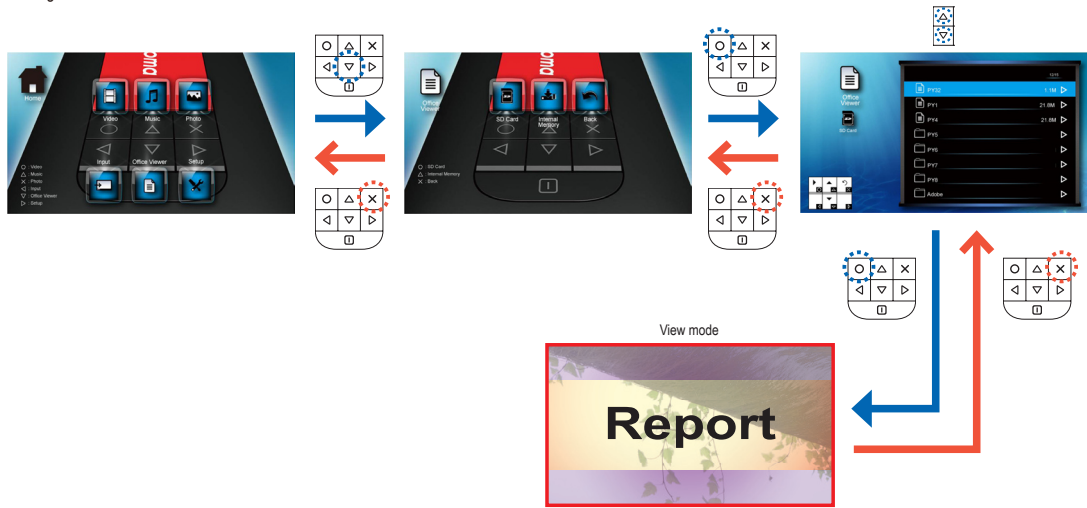 oma
Home
Video Music Photo
Input Office Viewer Setup
O : Video
△ : Music
X : Photo
◁ : Input
▽ : Office Viewer
▷ : Setup
oma
Office
Viewer
SD Card Internal
Memory Back
O : SD Card
△ : Internal Memory
X : Back
Office
Viewer
SD Card
PY32 1.1M
PY1 21.8M
PY4 21.8M
PY5
PY6
PY7
PY8
Adobe
View mode
Report